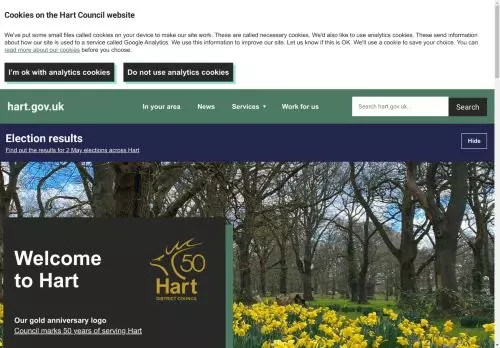 Cookies on the Hart Council website
We've put some small files called cookies on your device to make our site work. These are called necessary cookies. We'd also like to use analytics cookies. These send information
about how our site is used to a service called Google Analytics. We use this information to improve our site. Let us know if this is OK. We'll use a cookie to save your choice. You can
read more about our cookies before you choose.
I'm ok with analytics cookies
Do not use analytics cookies
hart.gov.uk
In your area
News
Services
Work for us
Search hart.gov.uk...
Search
Election results
Find out the results for 2 May elections across Hart
Hide
Welcome
to Hart
50
Hart
DISTRICT COUNCIL
Our gold anniversary logo
Council marks 50 years of serving Hart